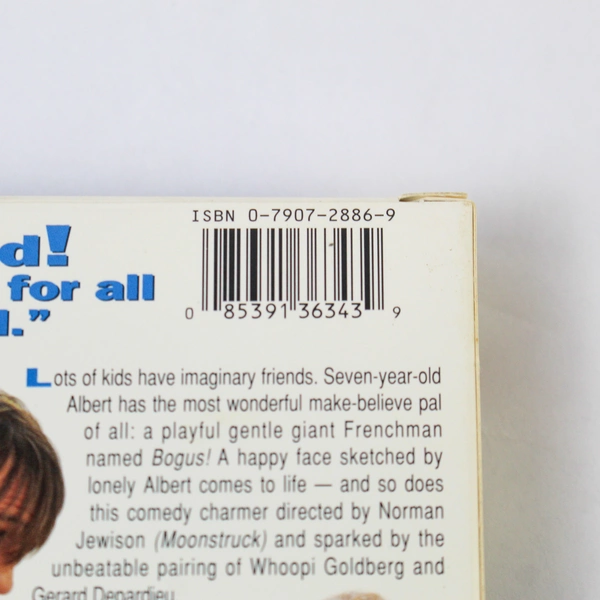 d!
for all
l."
ISBN 0-7907-2886-9
0 85391 36343 9
Lots of kids have imaginary friends. Seven-year-old
Albert has the most wonderful make-believe pal
of all: a playful gentle giant Frenchman
named Bogus! A happy face sketched by
lonely Albert comes to life — and so does
this comedy charmer directed by Norman
Jewison (Moonstruck) and sparked by the
unbeatable pairing of Whoopi Goldberg and
Gerard Depardieu